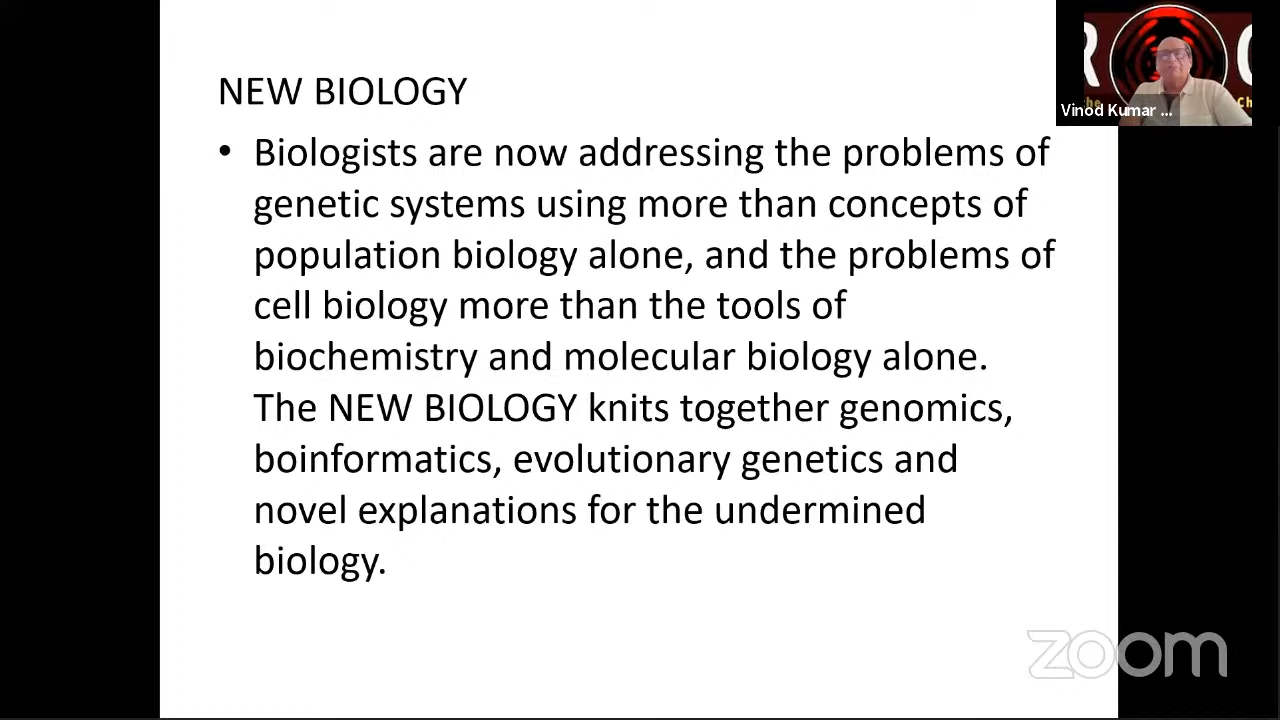 NEW BIOLOGY
• Biologists are now addressing the problems of
genetic systems using more than concepts of
population biology alone, and the problems of
cell biology more than the tools of
biochemistry and molecular biology alone.
The NEW BIOLOGY knits together genomics,
boinformatics, evolutionary genetics and
novel explanations for the undermined
biology.
R
C
he
Ch
Vinod Kumar ...
zoom